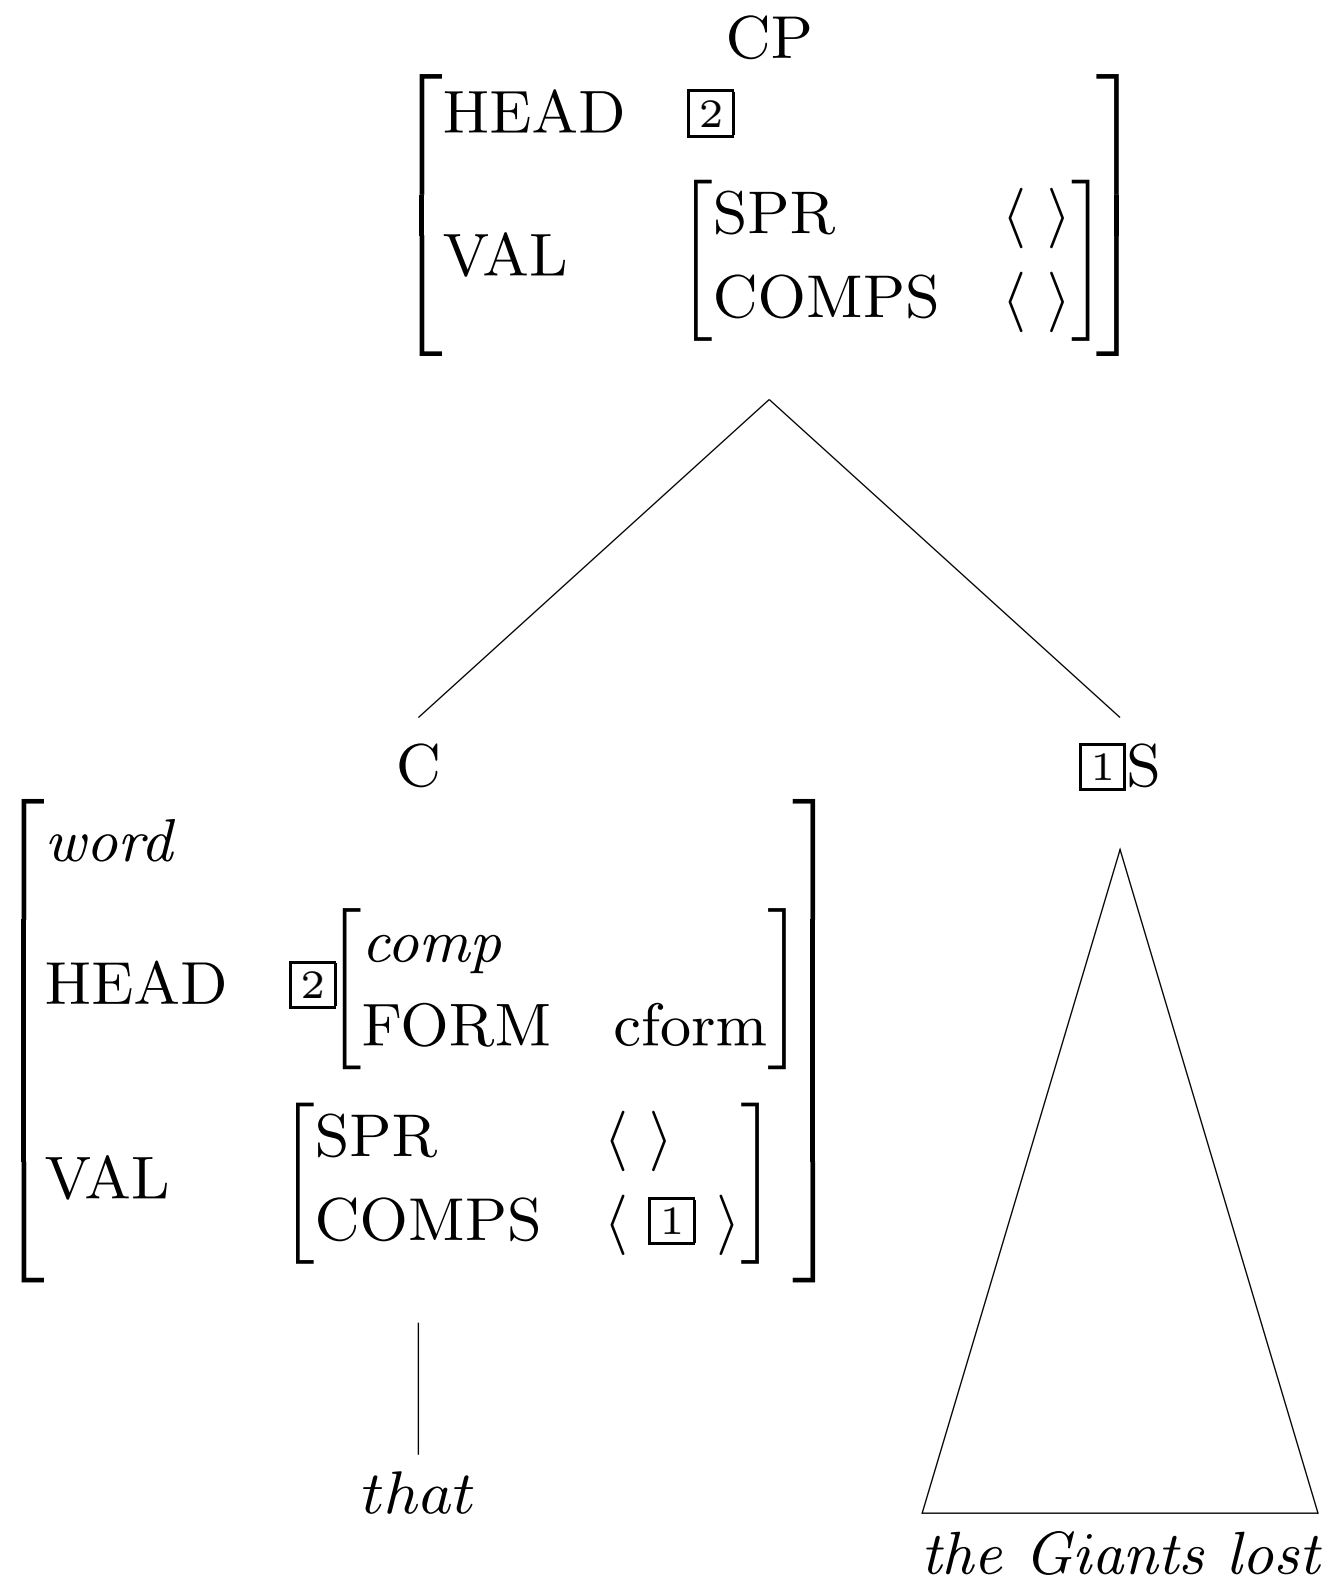 CP
HEAD 2
SPR ⟨ ⟩
VAL
COMPS ⟨ ⟩
C
1 S
word
comp
HEAD 2
FORM cform
SPR ⟨ ⟩
VAL
COMPS ⟨ 1 ⟩
that
the Giants lost